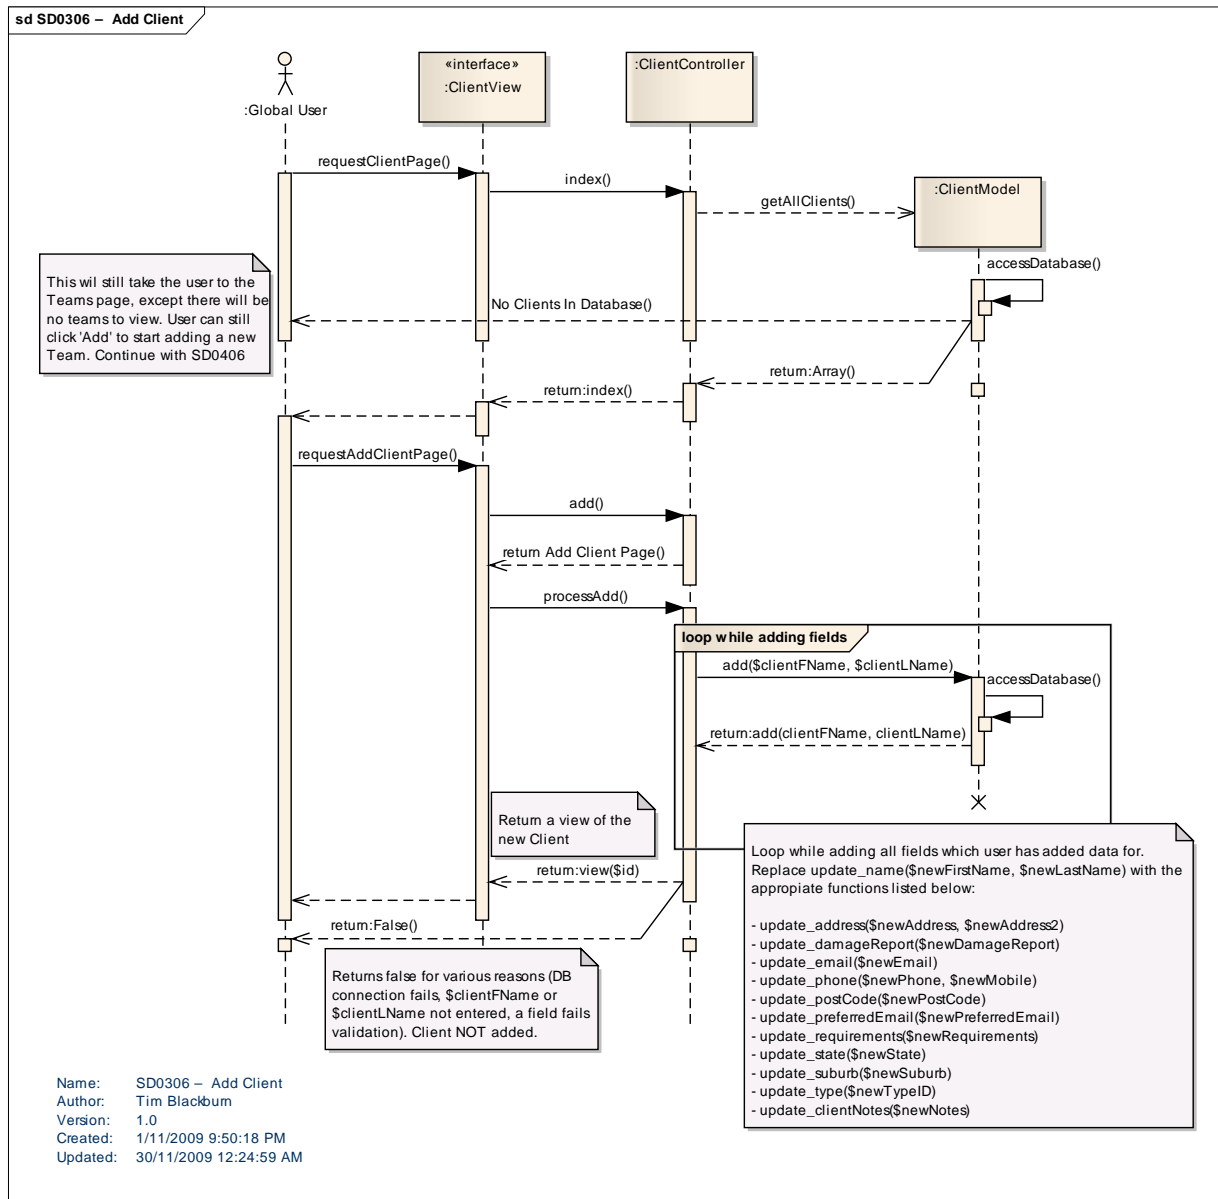 sd SD0306 – Add Client
:Global User
«interface»
:ClientView
:ClientController
requestClientPage()
index()
getAllClients()
:ClientModel
accessDatabase()
This wil still take the user to the
Teams page, except there will be
no teams to view. User can still
click 'Add' to start adding a new
Team. Continue with SD0406
No Clients In Database()
return:Array()
return:index()
requestAddClientPage()
add()
return Add Client Page()
processAdd()
loop while adding fields
add($clientFName, $clientLName)
accessDatabase()
return:add(clientFName, clientLName)
Return a view of the
new Client
return:view($id)
return:False()
Returns false for various reasons (DB
connection fails, $clientFName or
$clientLName not entered, a field fails
validation). Client NOT added.
Loop while adding all fields which user has added data for.
Replace update_name($newFirstName, $newLastName) with the
appropiate functions listed below:
- update_address($newAddress, $newAddress2)
- update_damageReport($newDamageReport)
- update_email($newEmail)
- update_phone($newPhone, $newMobile)
- update_postCode($newPostCode)
- update_preferredEmail($newPreferredEmail)
- update_requirements($newRequirements)
- update_state($newState)
- update_suburb($newSuburb)
- update_type($newTypeID)
- update_clientNotes($newNotes)
Name: SD0306 – Add Client
Author: Tim Blackburn
Version: 1.0
Created: 1/11/2009 9:50:18 PM
Updated: 30/11/2009 12:24:59 AM